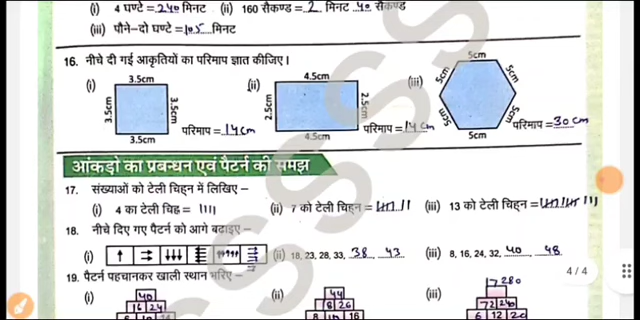 (i) 4 घण्टे = 240 मिनट (ii) 160 सैकण्ड = 2 मिनट 40 सैकण्ड
(iii) पौने-दो घण्टे = 105 मिनट
16. नीचे दी गई आकृतियों का परिमाप ज्ञात कीजिए।
(i) 3.5cm 3.5cm 3.5cm 3.5cm परिमाप = 14cm
(ii) 4.5cm 2.5cm 2.5cm 4.5cm परिमाप = 14 cm
(iii) 5cm 5cm 5cm 5cm 5cm 5cm परिमाप = 30 cm
आंकड़ो का प्रबन्धन एवं पैटर्न की समझ
17. संख्याओं को टेली चिह्न में लिखिए –
(i) 4 का टेली चिह्न = (ii) 7 को टेली चिह्न = (iii) 13 को टेली चिह्न =
18. नीचे दिए गए पैटर्न को आगे बढाइए-
(i) (ii) 18, 23, 28, 33, 38 43 (iii) 8, 16, 24, 32, 40 48
4 / 4
19. पैटर्न पहचानकर खाली स्थान भरिए –
(i) 40 (ii) 44 (iii)
16 24 18 26 72
8 10 16 6 12
SSSS